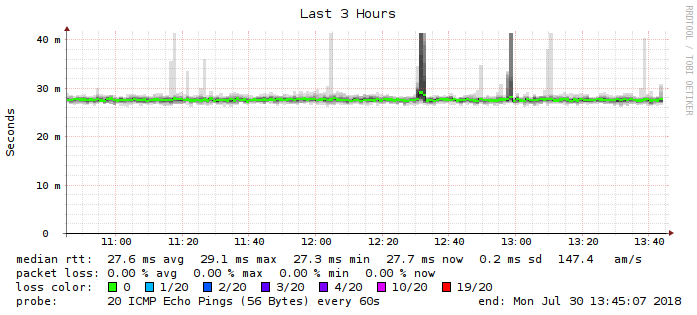 Last 3 Hours
RRDTOOL / TOBI OETIKER
Seconds
40 m
30 m
20 m
10 m
0
11:00 11:20 11:40 12:00 12:20 12:40 13:00 13:20 13:40
median rtt: 27.6 ms avg 29.1 ms max 27.3 ms min 27.7 ms now 0.2 ms sd 147.4 am/s
packet loss: 0.00 % avg 0.00 % max 0.00 % min 0.00 % now
loss color: 0 1/20 2/20 3/20 4/20 10/20 19/20
probe: 20 ICMP Echo Pings (56 Bytes) every 60s end: Mon Jul 30 13:45:07 2018